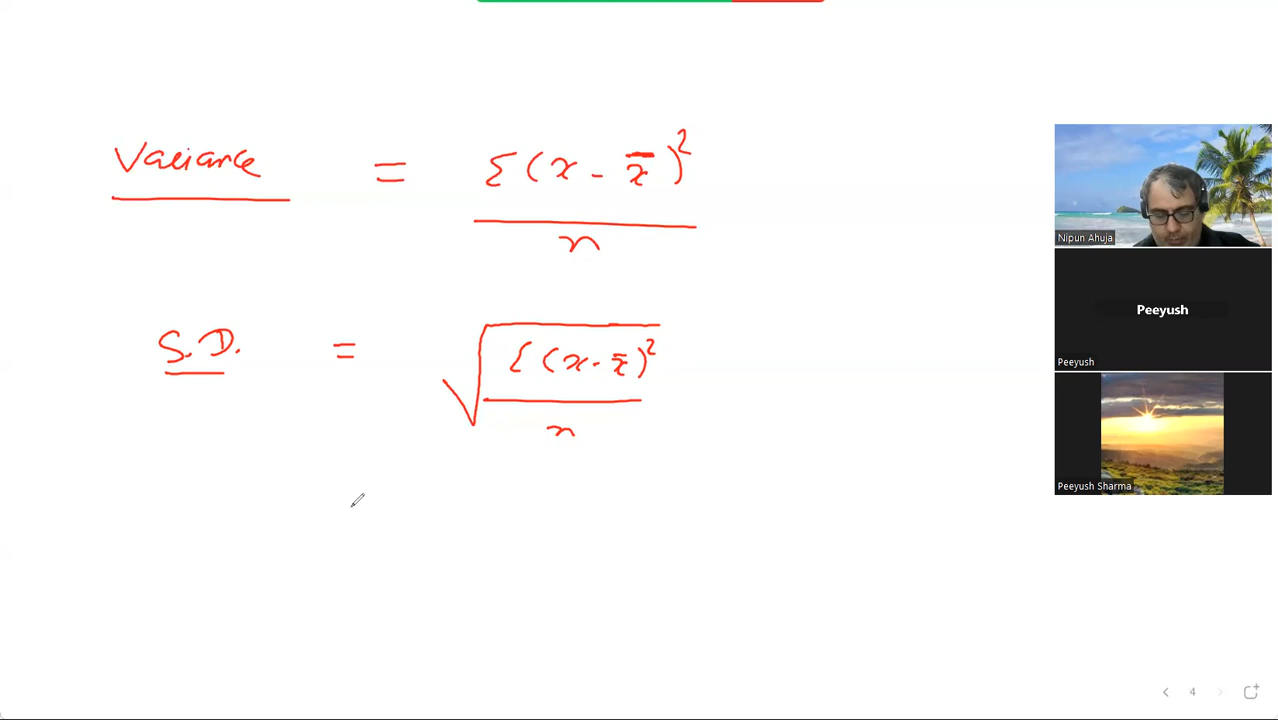 Variance = Σ(x - x̄)²
n
S.D. = √Σ(x - x̄)²
n
Nipun Ahuja
Peeyush
Peeyush
Peeyush Sharma
4